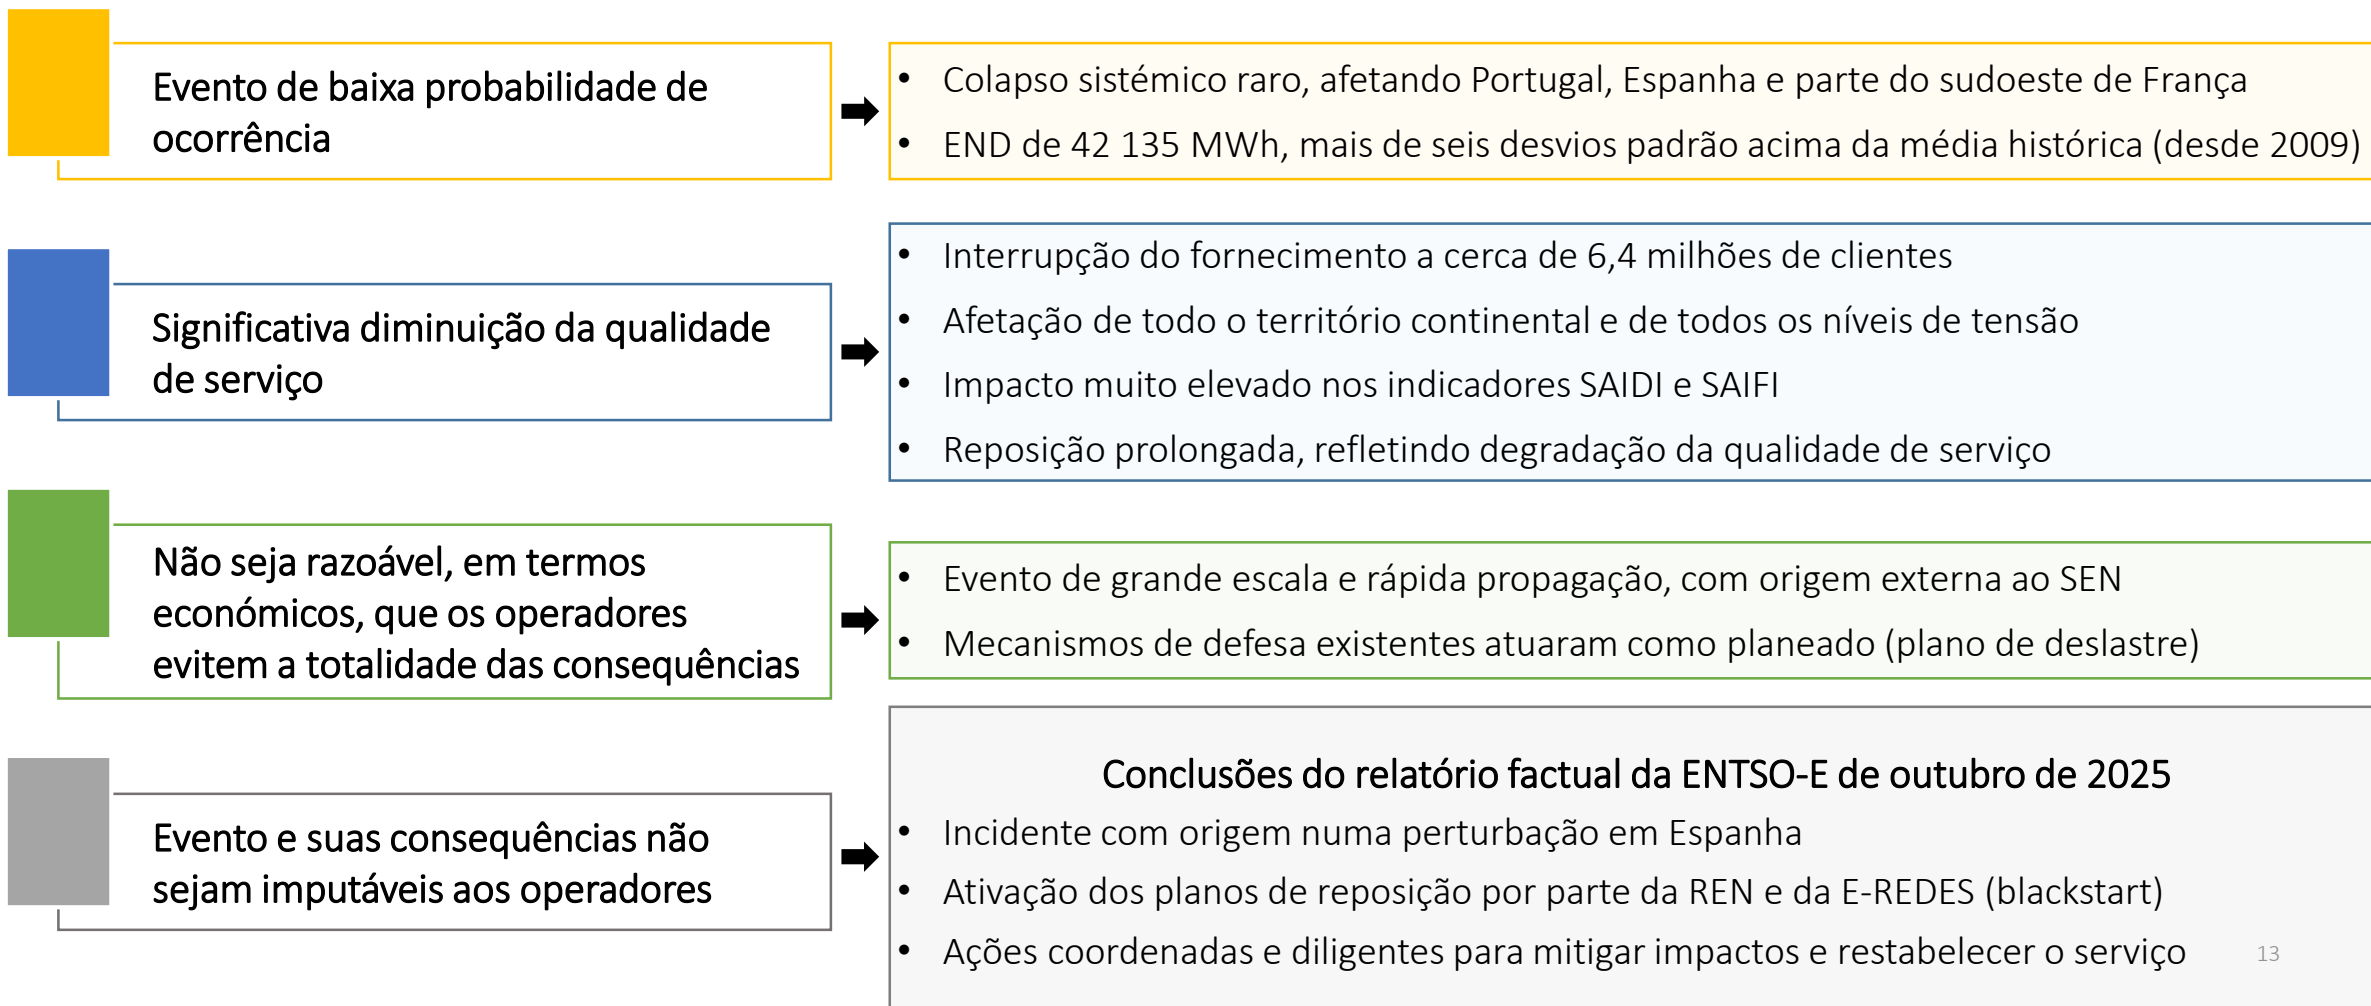 Evento de baixa probabilidade de
ocorrência
• Colapso sistémico raro, afetando Portugal, Espanha e parte do sudoeste de França
• END de 42 135 MWh, mais de seis desvios padrão acima da média histórica (desde 2009)
Significativa diminuição da qualidade
de serviço
• Interrupção do fornecimento a cerca de 6,4 milhões de clientes
• Afetação de todo o território continental e de todos os níveis de tensão
• Impacto muito elevado nos indicadores SAIDI e SAIFI
• Reposição prolongada, refletindo degradação da qualidade de serviço
Não seja razoável, em termos
económicos, que os operadores
evitem a totalidade das consequências
• Evento de grande escala e rápida propagação, com origem externa ao SEN
• Mecanismos de defesa existentes atuaram como planeado (plano de deslastre)
Evento e suas consequências não
sejam imputáveis aos operadores
Conclusões do relatório factual da ENTSO-E de outubro de 2025
• Incidente com origem numa perturbação em Espanha
• Ativação dos planos de reposição por parte da REN e da E-REDES (blackstart)
• Ações coordenadas e diligentes para mitigar impactos e restabelecer o serviço
13